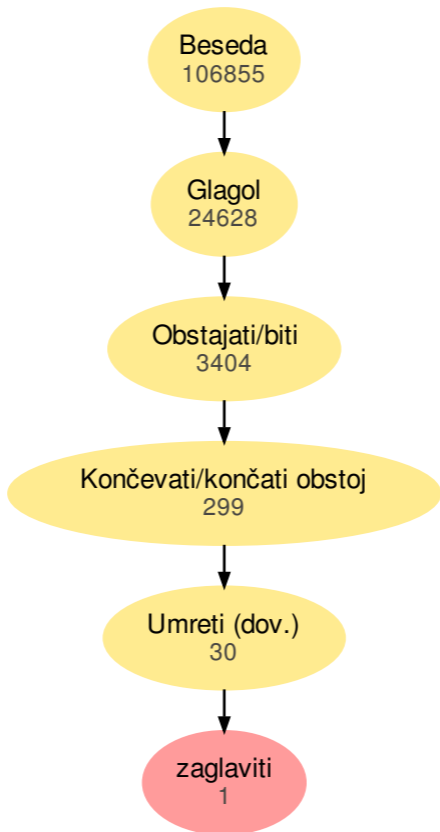 Beseda
106855
Glagol
24628
Obstajati/biti
3404
Končevati/končati obstoj
299
Umreti (dov.)
30
zaglaviti
1